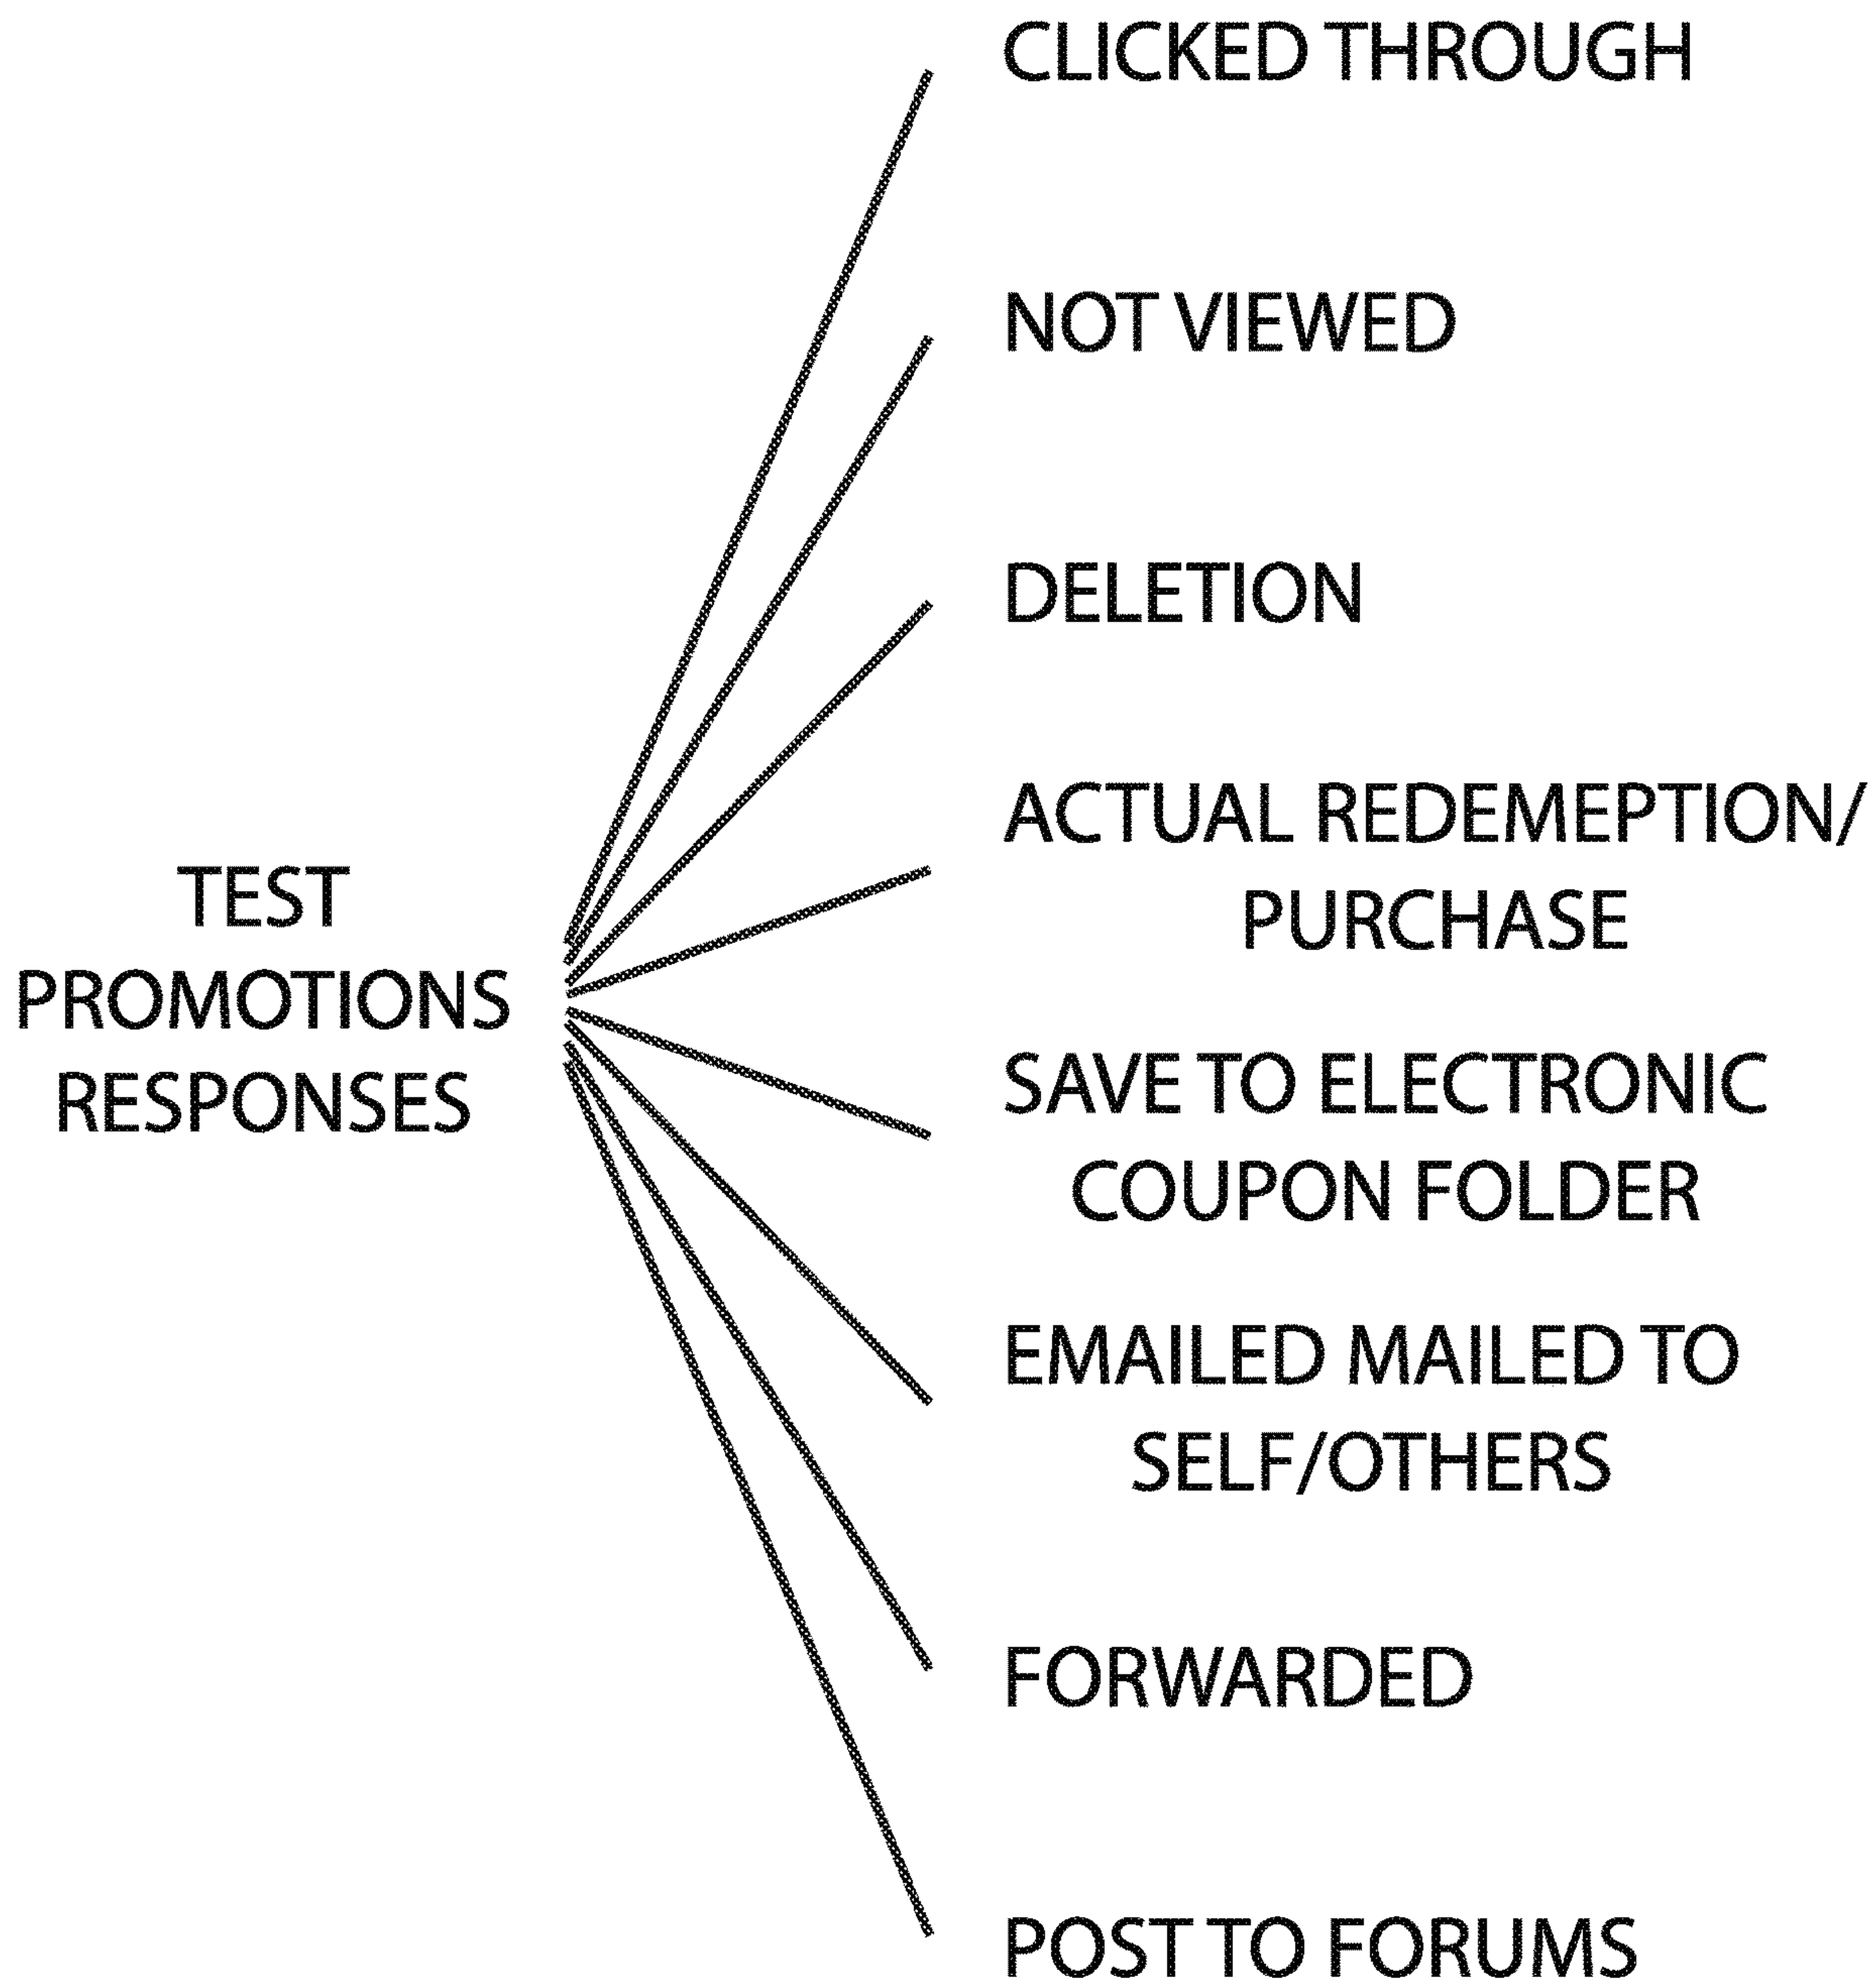 CLICKED THROUGH
NOT VIEWED
DELETION
ACTUAL REDEMEPTION/
PURCHASE
TEST
PROMOTIONS
RESPONSES
SAVE TO ELECTRONIC
COUPON FOLDER
EMAILED MAILED TO
SELF/OTHERS
FORWARDED
POST TO FORUMS